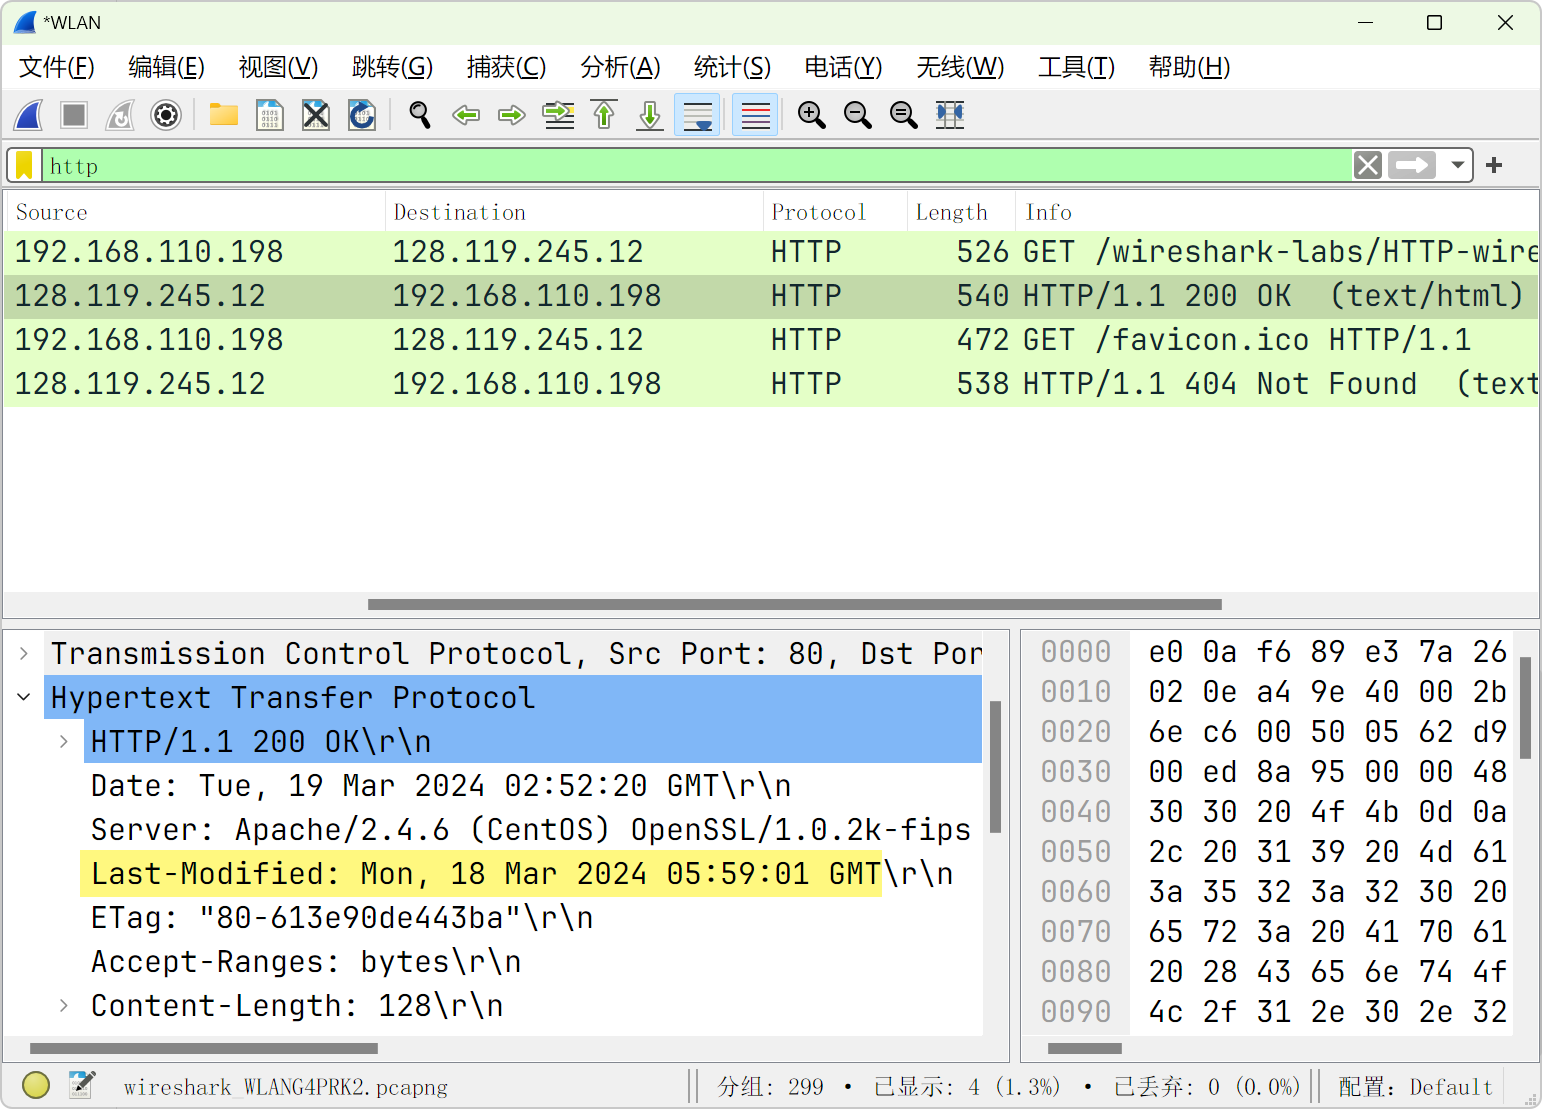 *WLAN
文件(F) 编辑(E) 视图(V) 跳转(G) 捕获(C) 分析(A) 统计(S) 电话(Y) 无线(W) 工具(T) 帮助(H)
http
Source Destination Protocol Length Info
192.168.110.198 128.119.245.12 HTTP 526 GET /wireshark-labs/HTTP-wire
128.119.245.12 192.168.110.198 HTTP 540 HTTP/1.1 200 OK (text/html)
192.168.110.198 128.119.245.12 HTTP 472 GET /favicon.ico HTTP/1.1
128.119.245.12 192.168.110.198 HTTP 538 HTTP/1.1 404 Not Found (text
Transmission Control Protocol, Src Port: 80, Dst Por
Hypertext Transfer Protocol
HTTP/1.1 200 OK\r\n
Date: Tue, 19 Mar 2024 02:52:20 GMT\r\n
Server: Apache/2.4.6 (CentOS) OpenSSL/1.0.2k-fips
Last-Modified: Mon, 18 Mar 2024 05:59:01 GMT\r\n
ETag: "80-613e90de443ba"\r\n
Accept-Ranges: bytes\r\n
Content-Length: 128\r\n
0000 e0 0a f6 89 e3 7a 26
0010 02 0e a4 9e 40 00 2b
0020 6e c6 00 50 05 62 d9
0030 00 ed 8a 95 00 00 48
0040 30 30 20 4f 4b 0d 0a
0050 2c 20 31 39 20 4d 61
0060 3a 35 32 3a 32 30 20
0070 65 72 3a 20 41 70 61
0080 20 28 43 65 6e 74 4f
0090 4c 2f 31 2e 30 2e 32
wireshark_WLANG4PRK2.pcapng 分组: 299 · 已显示: 4 (1.3%) · 已丢弃: 0 (0.0%) 配置: Default